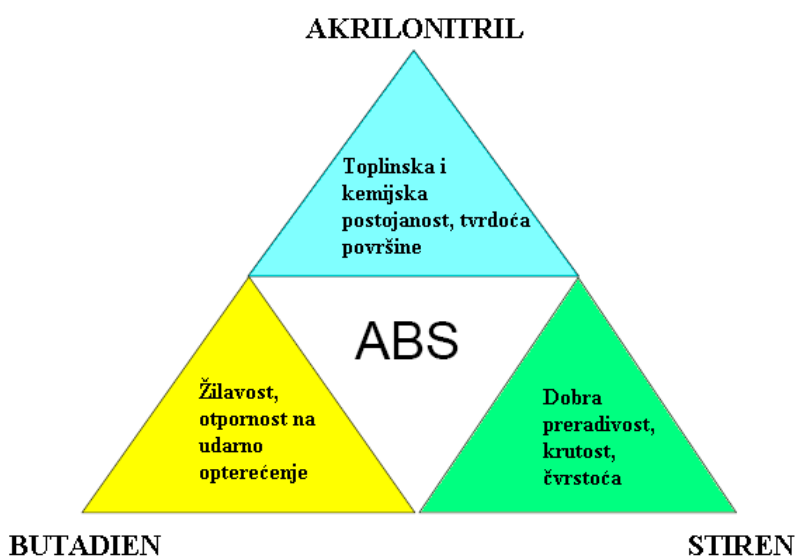 AKRILONITRIL
Toplinska i
kemijska
postojanost, tvrdoća
površine
ABS
Žilavost,
otpornost na
udarno
opterećenje
Dobra
preradivost,
krutost,
čvrstoća
BUTADIEN
STIREN